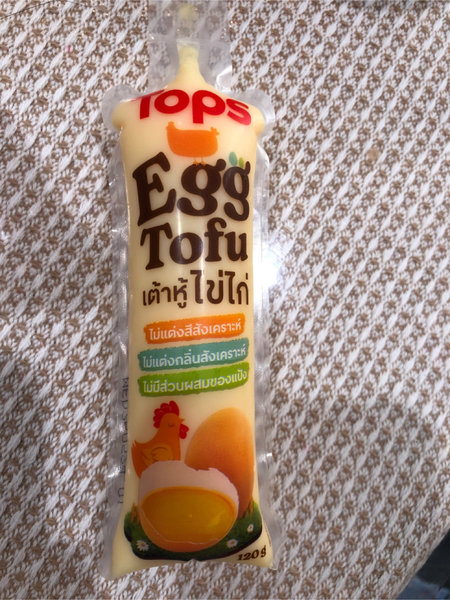 Tops
Egg
Tofu
เต้าหู้ไข่ไก่
ไม่แต่งสีสังเคราะห์
ไม่แต่งกลิ่นสังเคราะห์
ไม่มีส่วนผสมของแป้ง
120g